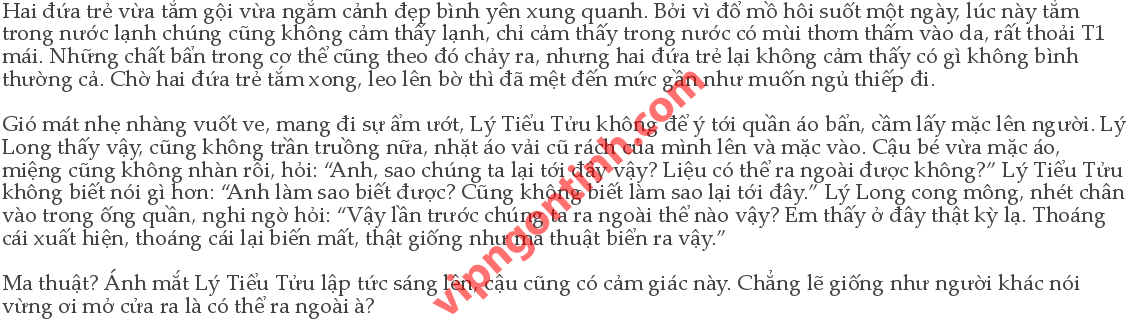 Hai đứa trẻ vừa tắm gội vừa ngắm cảnh đẹp bình yên xung quanh. Bởi vì đổ mồ hôi suốt một ngày, lúc này tắm
trong nước lạnh chúng cũng không cảm thấy lạnh, chỉ cảm thấy trong nước có mùi thơm thấm vào da, rất thoải T1
mái. Những chất bẩn trong cơ thể cũng theo đó chảy ra, nhưng hai đứa trẻ lại không cảm thấy có gì không bình
thường cả. Chờ hai đứa trẻ tắm xong, leo lên bờ thì đã mệt đến mức gần như muốn ngủ thiếp đi.
Gió mát nhẹ nhàng vuốt ve, mang đi sự ẩm ướt, Lý Tiểu Tửu không để ý tới quần áo bẩn, cầm lấy mặc lên người. Lý
Long thấy vậy, cũng không trần truồng nữa, nhặt áo vải cũ rách của mình lên và mặc vào. Cậu bé vừa mặc áo,
miệng cũng không nhàn rỗi, hỏi: “Anh, sao chúng ta lại tới đây vậy? Liệu có thể ra ngoài được không?” Lý Tiểu Tửu
không biết nói gì hơn: “Anh làm sao biết được? Cũng không biết làm sao lại tới đây.” Lý Long cong mông, nhét chân
vào trong ống quần, nghi ngờ hỏi: “Vậy lần trước chúng ta ra ngoài thế nào vậy? Em thấy ở đây thật kỳ lạ. Thoáng
cái xuất hiện, thoáng cái lại biến mất, thật giống như ma thuật biến ra vậy.”
Ma thuật? Ánh mắt Lý Tiểu Tửu lập tức sáng lên, cậu cũng có cảm giác này. Chẳng lẽ giống như người khác nói
vừng ơi mở cửa ra là có thể ra ngoài à?
vipngontinh.com